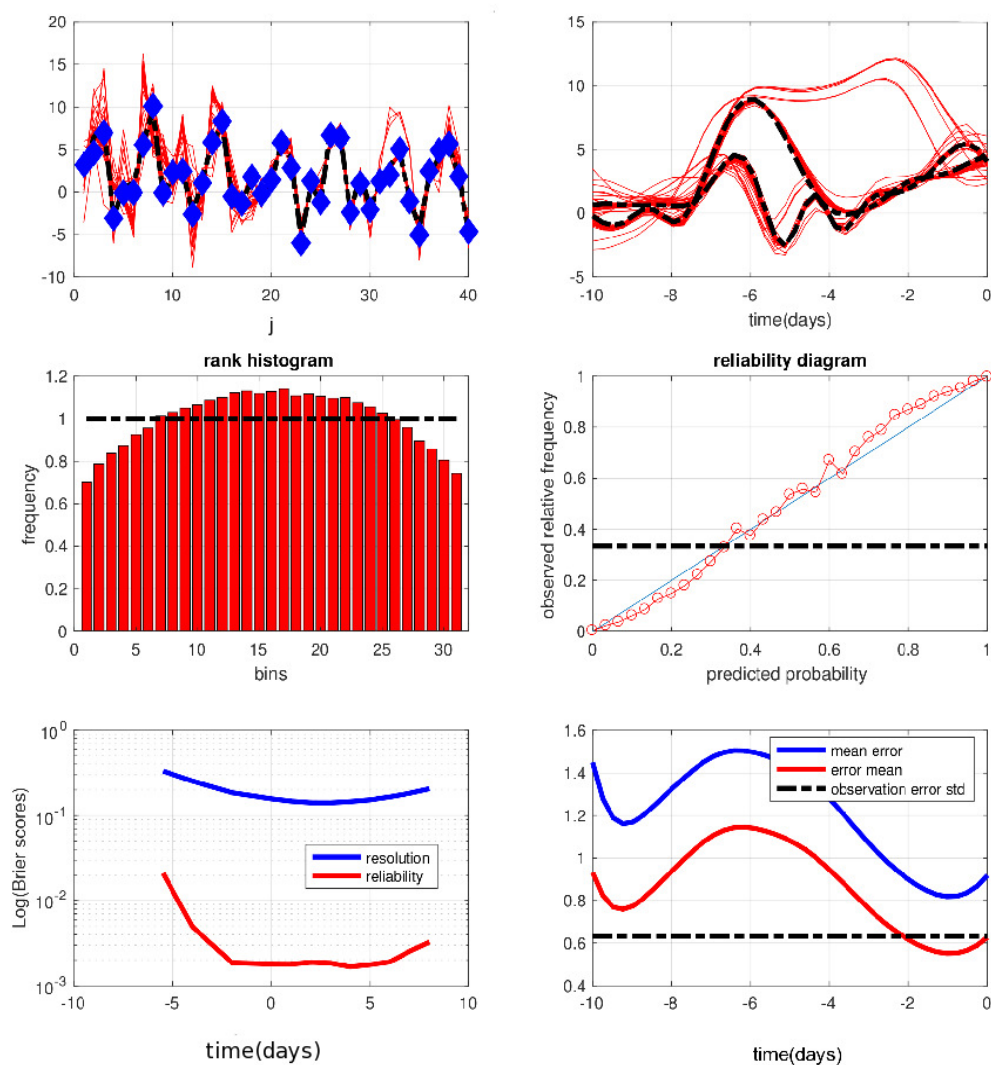 20
15
10
5
0
-5
-10
0 10 20 30 40
j
15
10
5
0
-5
-10 -8 -6 -4 -2 0
time(days)
rank histogram
frequency
1.2
1
0.8
0.6
0.4
0.2
0
0 5 10 15 20 25 30
bins
reliability diagram
observed relative frequency
1
0.8
0.6
0.4
0.2
0
0 0.2 0.4 0.6 0.8 1
predicted probability
Log(Brier scores)
10^0
10^-1
10^-2
10^-3
resolution
reliability
-10 -5 0 5 10
time(days)
1.6
1.4
1.2
1
0.8
0.6
0.4
mean error
error mean
observation error std
-10 -8 -6 -4 -2 0
time(days)